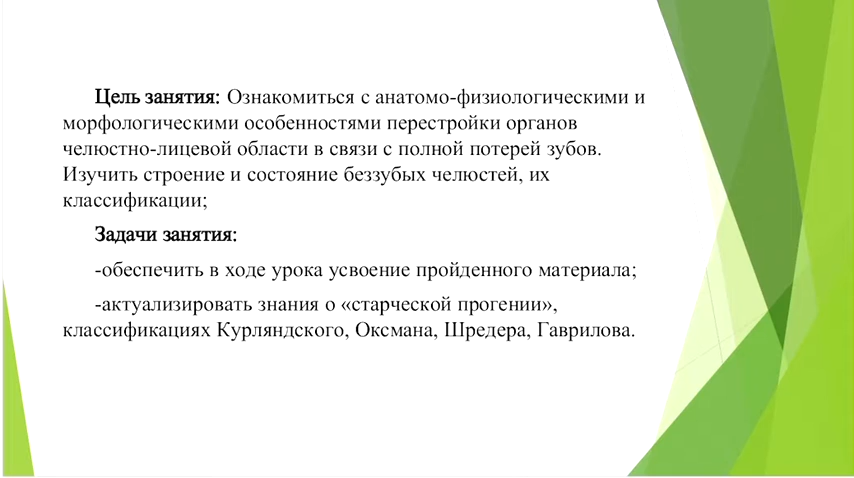 Цель занятия: Ознакомиться с анатомо-физиологическими и
морфологическими особенностями перестройки органов
челюстно-лицевой области в связи с полной потерей зубов.
Изучить строение и состояние беззубых челюстей, их
классификации;
Задачи занятия:
-обеспечить в ходе урока усвоение пройденного материала;
-актуализировать знания о «старческой прогении»,
классификациях Курляндского, Оксмана, Шредера, Гаврилова.